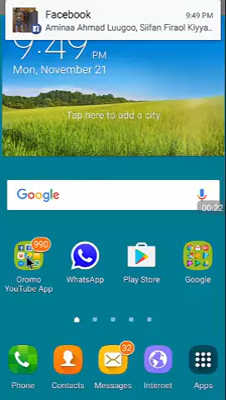 Facebook 9:49 PM
Aminaa Ahmad Luugoo, Siifan Firaol Kiyya..
9:49 PM
Mon, November 21
Tap here to add a city
Google
00:22
990
Oromo YouTube App
WhatsApp
Play Store
Google
32
Phone
Contacts
Messages
Internet
Apps